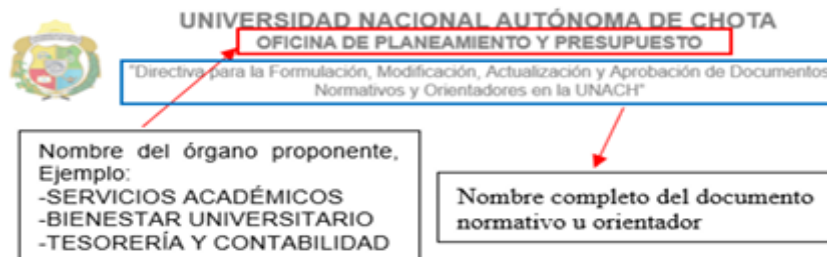 UNIVERSIDAD NACIONAL AUTÓNOMA DE CHOTA
OFICINA DE PLANEAMIENTO Y PRESUPUESTO
"Directiva para la Formulación, Modificación, Actualización y Aprobación de Documentos
Normativos y Orientadores en la UNACH"
Nombre del órgano proponente,
Ejemplo:
-SERVICIOS ACADÉMICOS
-BIENESTAR UNIVERSITARIO
-TESORERÍA Y CONTABILIDAD
Nombre completo del documento
normativo u orientador